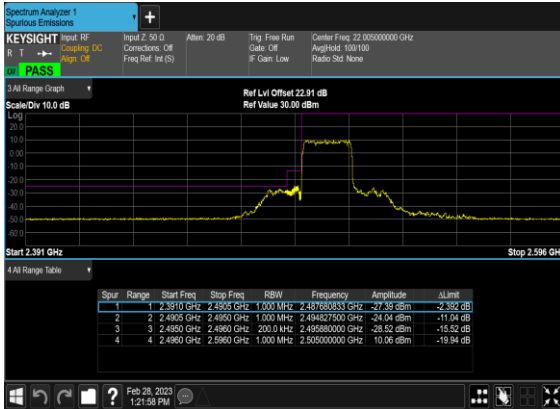 Spectrum Analyzer 1
Spurious Emissions
+
KEYSIGHT Input: RF Input Z: 50 Ω Atten: 20 dB Trig: Free Run Center Freq: 22.005000000 GHz
R T Coupling: DC Corrections: Off Gate: Off Avg|Hold: 100/100
Align: Off Freq Ref: Int (S) IF Gain: Low Radio Std: None
PASS
3 All Range Graph
Ref Lvl Offset 22.91 dB
Scale/Div 10.0 dB Ref Value 30.00 dBm
Log
20.0
10.0
0.00
-10.0
-20.0
-30.0
-40.0
-50.0
-60.0
Start 2.391 GHz Stop 2.596 GH
4 All Range Table
Spur Range Start Freq Stop Freq RBW Frequency Amplitude ΔLimit
1 1 2.3910 GHz 2.4905 GHz 1.000 MHz 2.487680833 GHz -27.39 dBm -2.392 dB
2 2 2.4905 GHz 2.4950 GHz 1.000 MHz 2.494827500 GHz -24.04 dBm -11.04 dB
3 3 2.4950 GHz 2.4960 GHz 200.0 kHz 2.495880000 GHz -28.52 dBm -15.52 dB
4 4 2.4960 GHz 2.5960 GHz 1.000 MHz 2.505000000 GHz 10.06 dBm -19.94 dB
? Feb 28, 2023
1:21:58 PM